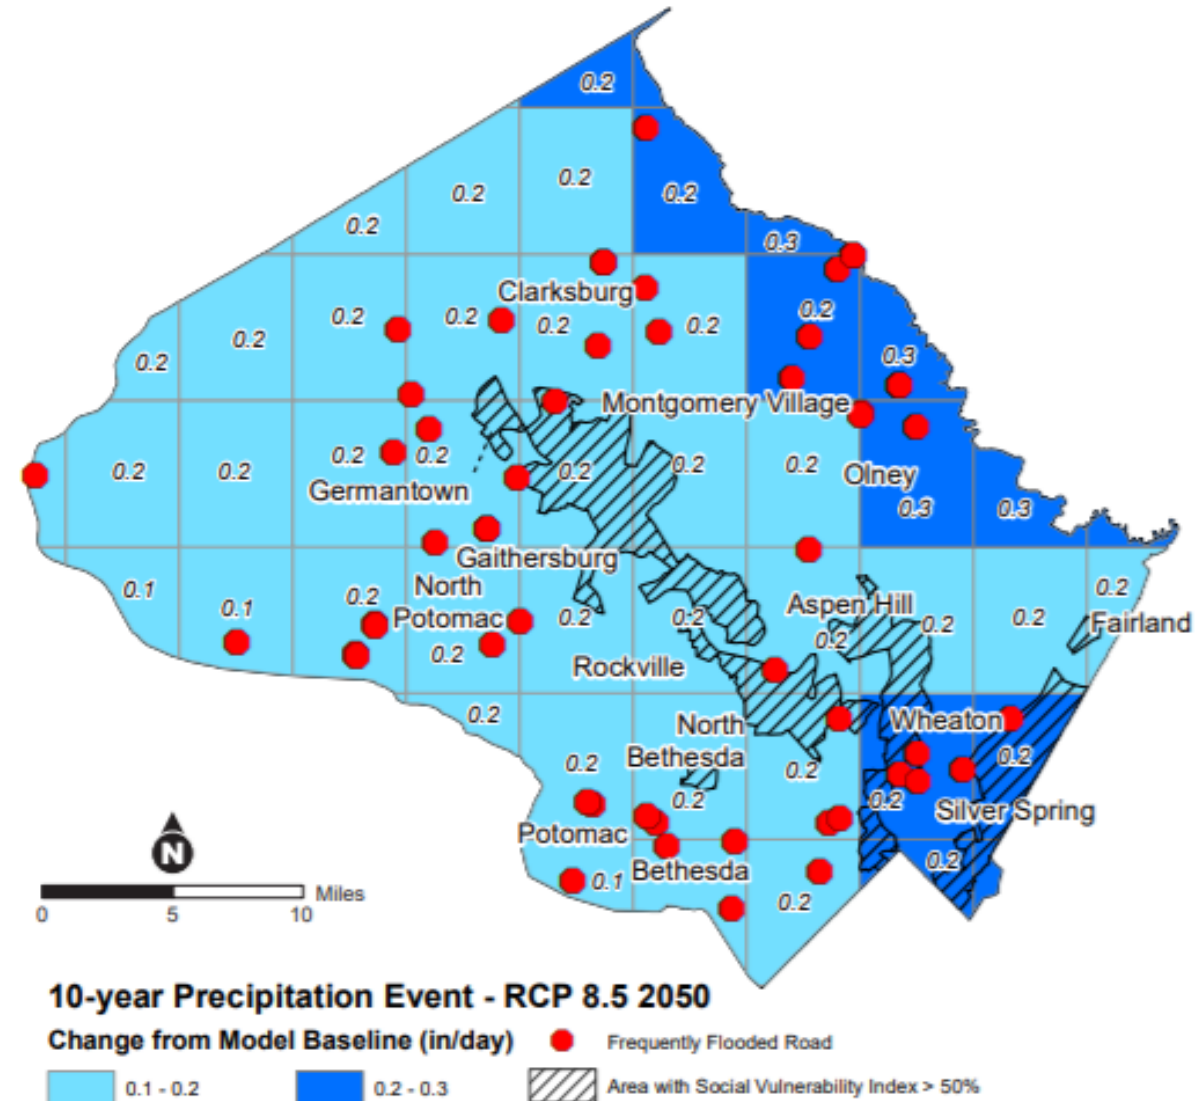 0.2
0.2
0.2
0.2
0.2
0.3
Clarksburg
0.2
0.2
0.2
0.2
0.2
0.2
0.2
0.3
Montgomery Village
0.2
0.2
0.2
0.2
0.2
0.2
0.2
Olney
Germantown
0.3
0.3
Gaithersburg
North
Potomac
0.1
0.1
0.2
0.2
0.2
0.2
Aspen Hill
0.2
0.2
0.2
0.2
Fairland
Rockville
0.2
North
Bethesda
Wheaton
0.2
0.2
0.2
0.2
0.2
Silver Spring
Potomac
Bethesda
0.2
0.1
0.2
N
0
5
10
Miles
10-year Precipitation Event - RCP 8.5 2050
Change from Model Baseline (in/day)
Frequently Flooded Road
0.1 - 0.2
0.2 - 0.3
Area with Social Vulnerability Index > 50%